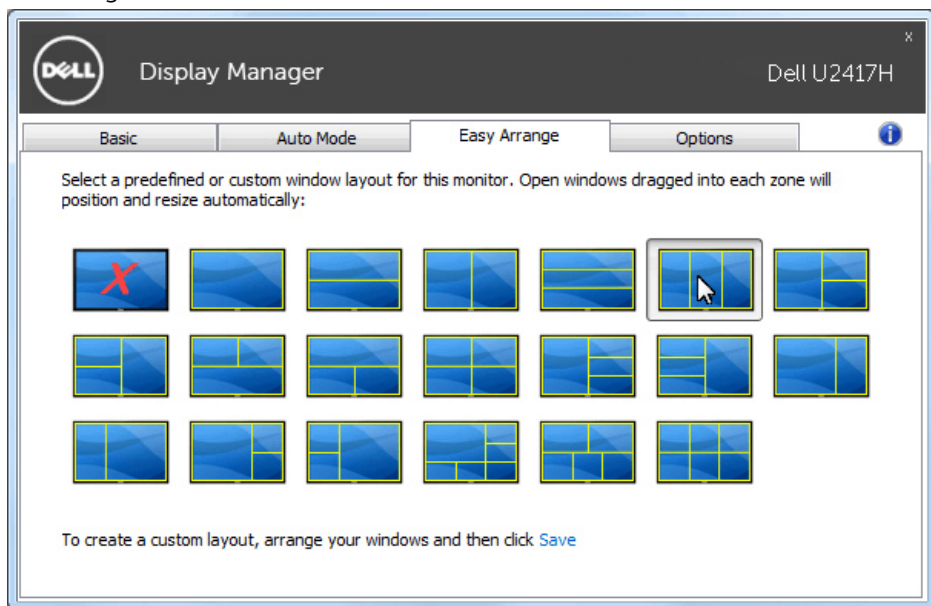 x
DELL
Display Manager
Dell U2417H
Basic
Auto Mode
Easy Arrange
Options
i
Select a predefined or custom window layout for this monitor. Open windows dragged into each zone will
position and resize automatically:
X
To create a custom layout, arrange your windows and then click Save